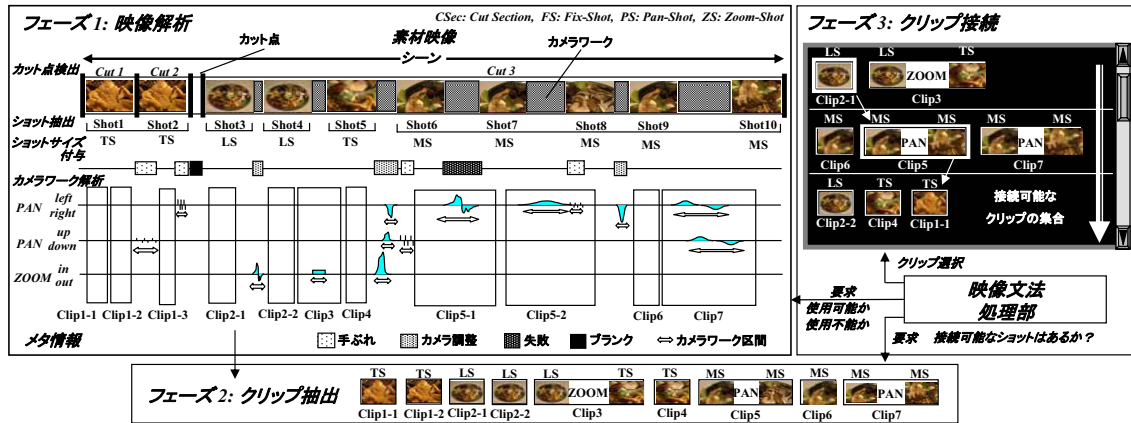 フェーズ 1: 映像解析
CSec: Cut Section, FS: Fix-Shot, PS: Pan-Shot, ZS: Zoom-Shot
カット点
素材映像
カメラワーク
シーン
カット点検出
Cut 1 Cut 2 Cut 3
ショット抽出
Shot1 Shot2 Shot3 Shot4 Shot5 Shot6 Shot7 Shot8 Shot9 Shot10
ショットサイズ
付与
TS TS LS LS TS MS MS MS MS MS
カメラワーク解析
PAN left
right
PAN up
down
ZOOM in
out
Clip1-1 Clip1-2 Clip1-3 Clip2-1 Clip2-2 Clip3 Clip4 Clip5-1 Clip5-2 Clip6 Clip7
メタ情報
手ぶれ カメラ調整 失敗 ブランク カメラワーク区間
フェーズ 3: クリップ接続
LS LS TS
ZOOM
Clip2-1 Clip3
MS MS MS MS MS
PAN PAN
Clip6 Clip5 Clip7
LS TS TS
接続可能な
クリップの集合
Clip2-2 Clip4 Clip1-1
クリップ選択
要求
使用可能か
使用不能か
映像文法
処理部
要求 接続可能なショットはあるか？
フェーズ 2: クリップ抽出
TS TS LS LS LS TS TS MS MS MS MS MS
ZOOM PAN PAN
Clip1-1 Clip1-2 Clip2-1 Clip2-2 Clip3 Clip4 Clip5 Clip6 Clip7